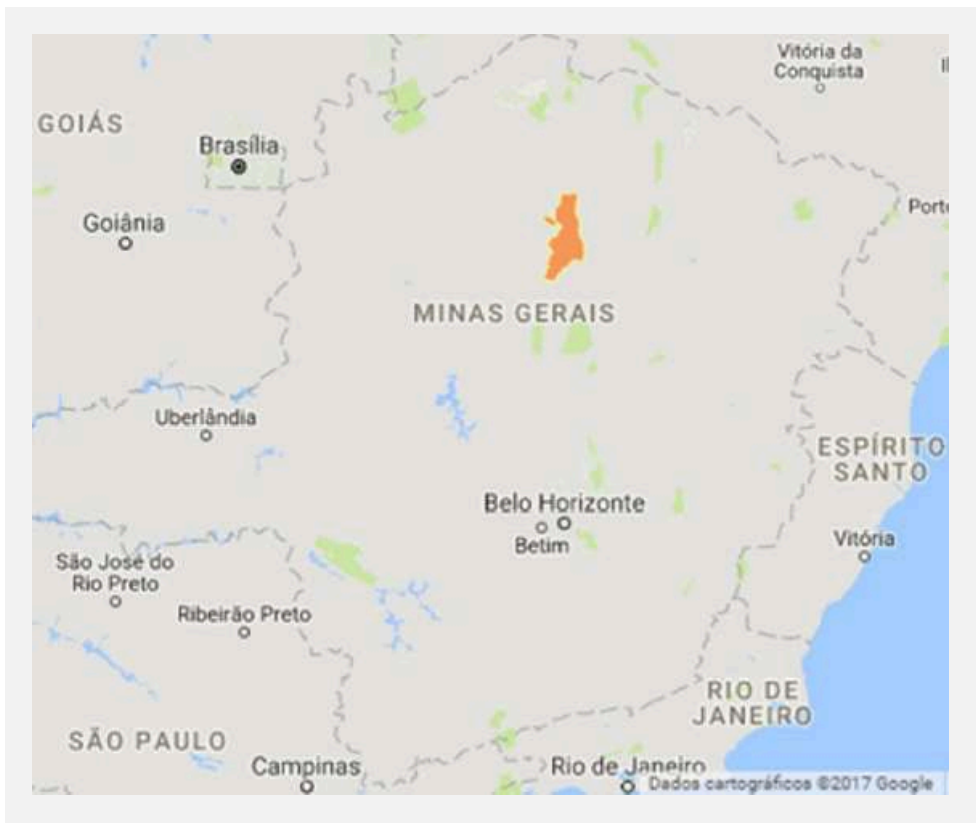 Vitória da
Conquista
Il
GOIÁS
Brasília
Goiânia
Porto
MINAS GERAIS
Uberlândia
ESPÍRITO
SANTO
Belo Horizonte
Betim
Vitória
São José do
Rio Preto
Ribeirão Preto
RIO DE
JANEIRO
SÃO PAULO
Campinas
Rio de Janeiro
Dados cartográficos ©2017 Google